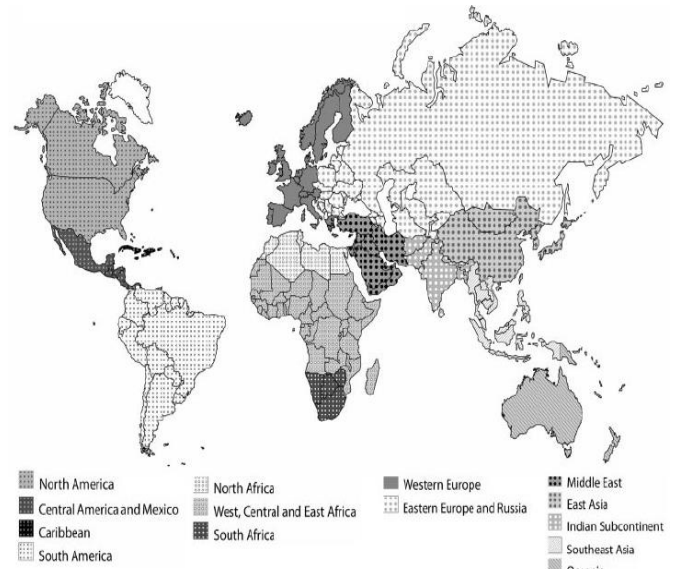 North America
Central America and Mexico
Caribbean
South America
North Africa
West, Central and East Africa
South Africa
Western Europe
Eastern Europe and Russia
Middle East
East Asia
Indian Subcontinent
Southeast Asia